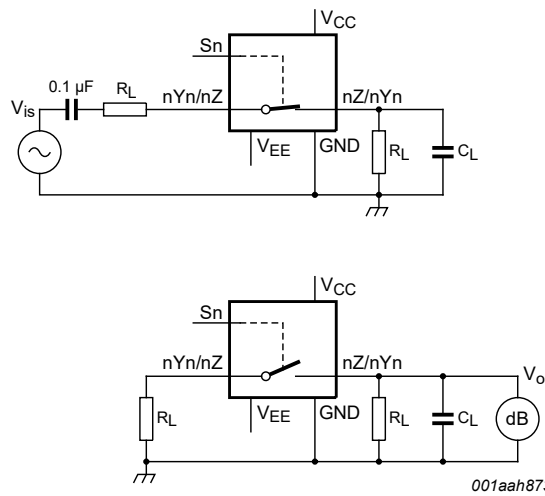 VCC
Sn
0.1 µF
RL
nYn/nZ
nZ/nYn
Vis
VEE
GND
RL
CL
VCC
Sn
nYn/nZ
nZ/nYn
Vo
RL
VEE
GND
RL
CL
dB